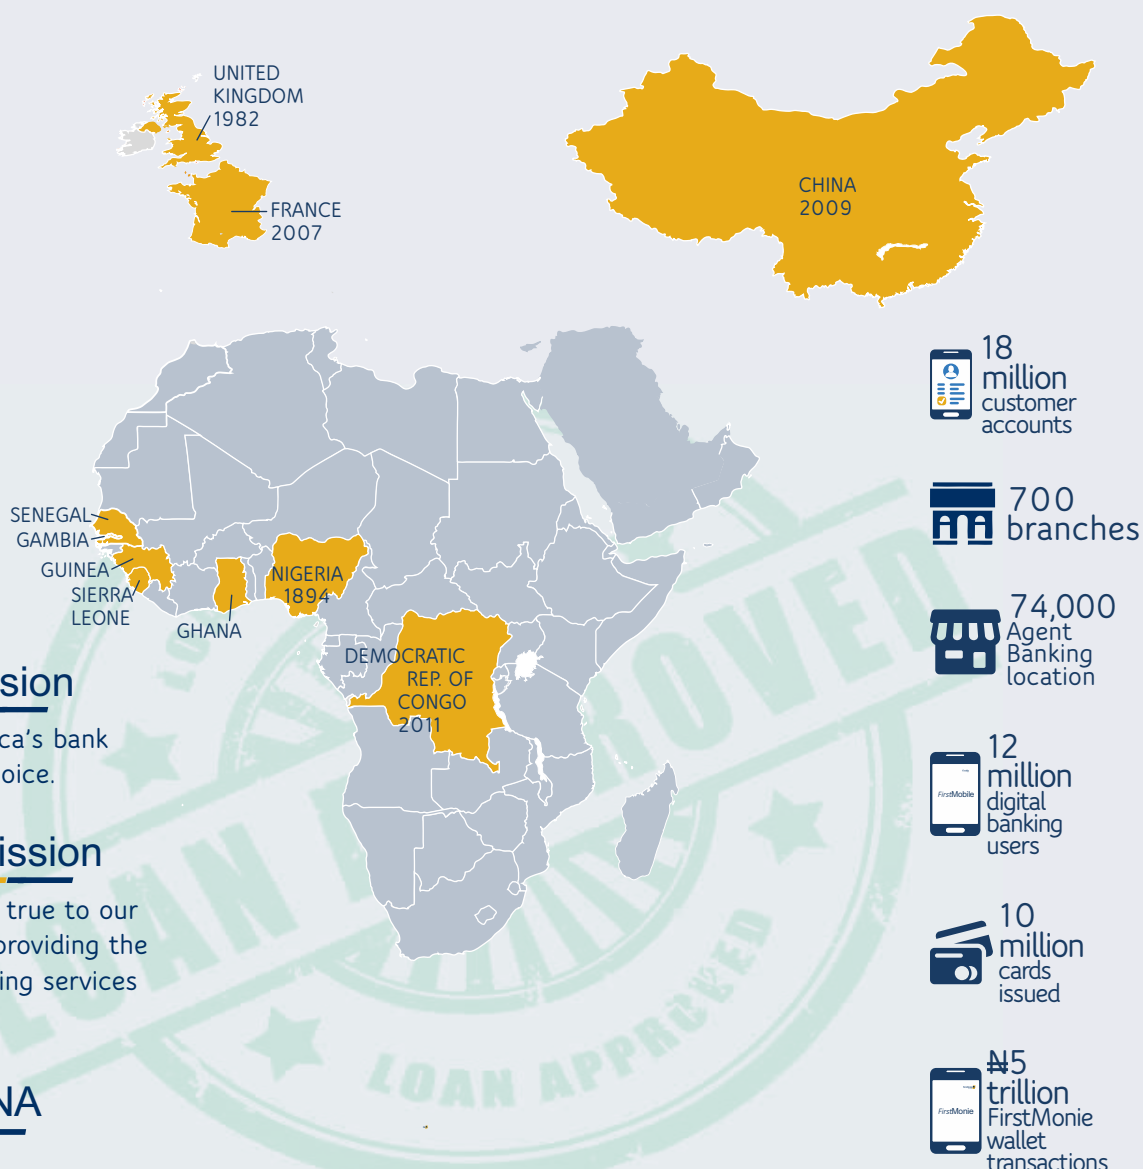 UNITED
KINGDOM
1982
FRANCE
2007
CHINA
2009
SENEGAL
GAMBIA
GUINEA
SIERRA
LEONE
GHANA
NIGERIA
1894
DEMOCRATIC
REP. OF
CONGO
2011
sion
ca's bank
oice.
ission
true to our
providing the
ing services
NA
18
million
customer
accounts
700
branches
74,000
Agent
Banking
location
12
million
digital
banking
users
FirstMobile
10
million
cards
issued
₦5
trillion
FirstMonie
wallet
transactions
FirstMonie
LOAN APPROVED
LOAN APPROVED